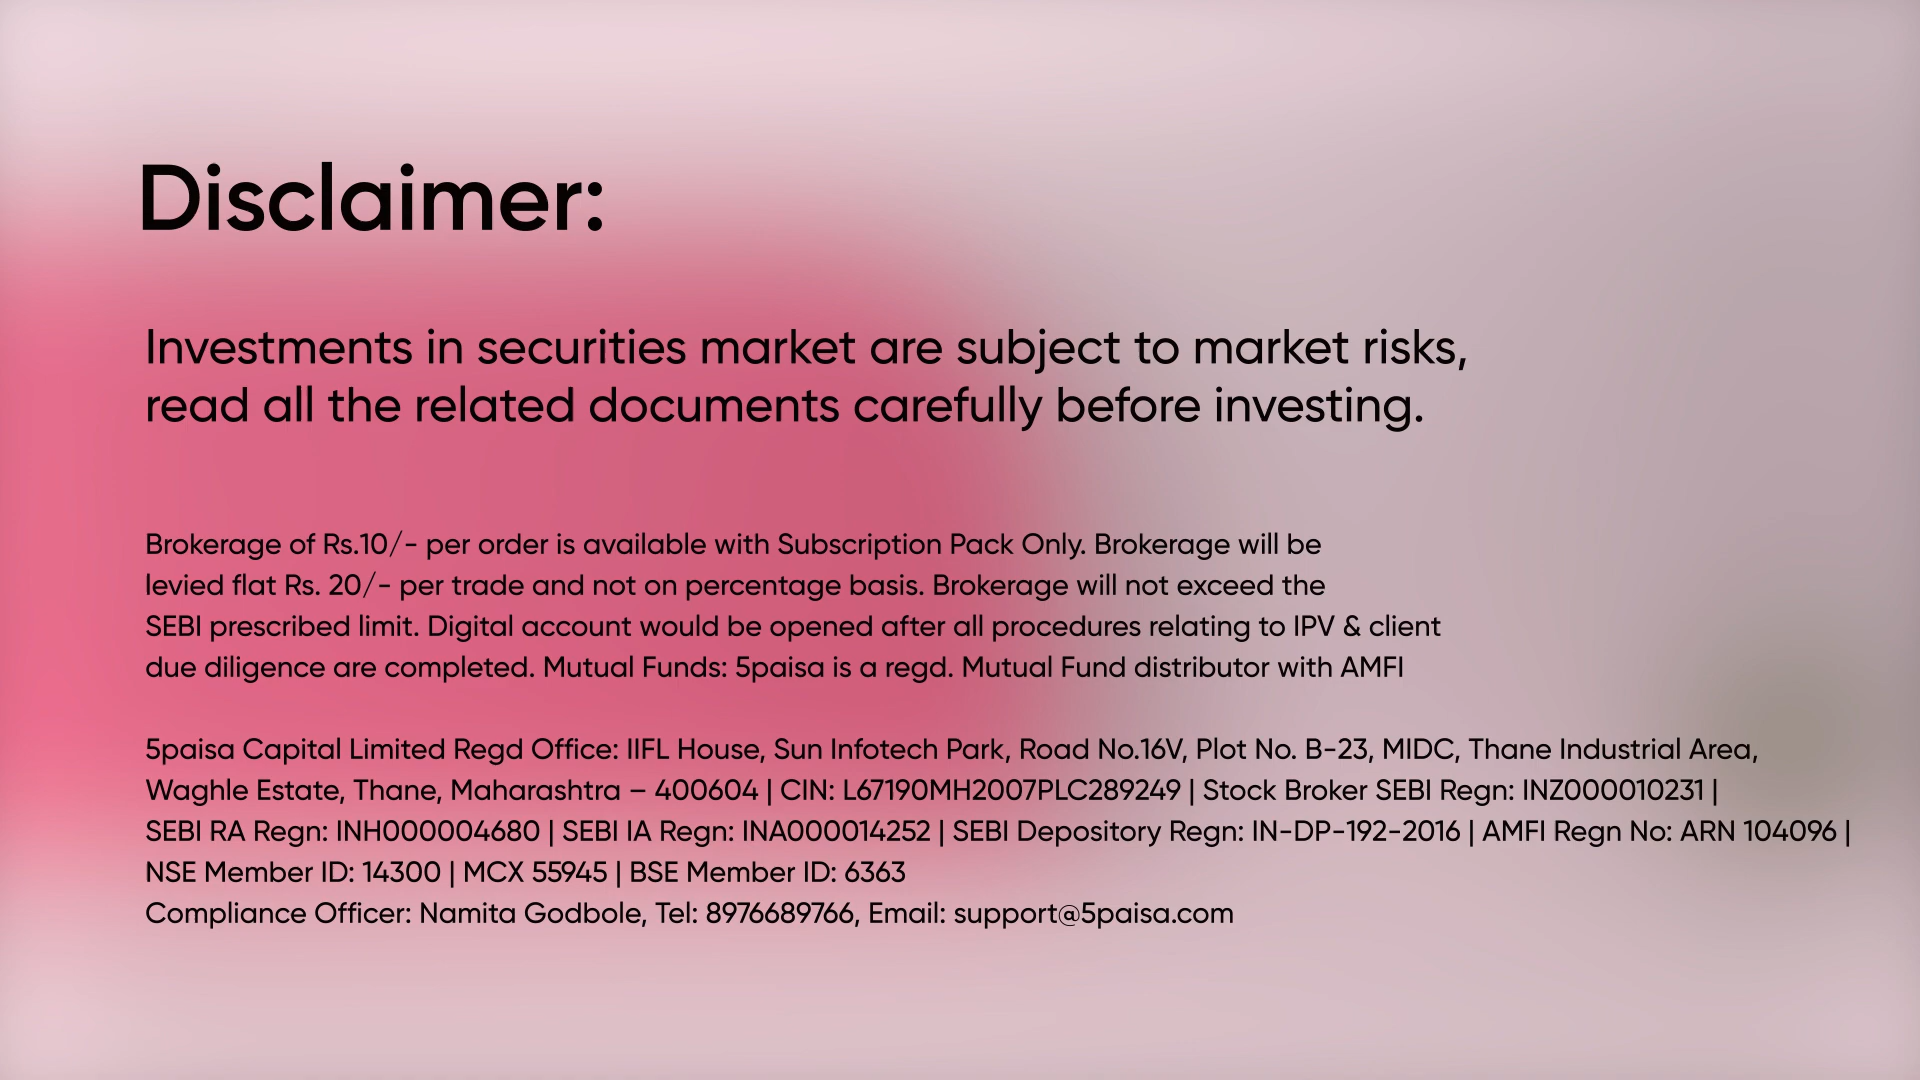 Disclaimer:
Investments in securities market are subject to market risks,
read all the related documents carefully before investing.
Brokerage of Rs.10/- per order is available with Subscription Pack Only. Brokerage will be
levied flat Rs. 20/- per trade and not on percentage basis. Brokerage will not exceed the
SEBI prescribed limit. Digital account would be opened after all procedures relating to IPV & client
due diligence are completed. Mutual Funds: 5paisa is a regd. Mutual Fund distributor with AMFI
5paisa Capital Limited Regd Office: IIFL House, Sun Infotech Park, Road No.16V, Plot No. B-23, MIDC, Thane Industrial Area,
Waghle Estate, Thane, Maharashtra – 400604 | CIN: L67190MH2007PLC289249 | Stock Broker SEBI Regn: INZ000010231 |
SEBI RA Regn: INH000004680 | SEBI IA Regn: INA000014252 | SEBI Depository Regn: IN-DP-192-2016 | AMFI Regn No: ARN 104096 |
NSE Member ID: 14300 | MCX 55945 | BSE Member ID: 6363
Compliance Officer: Namita Godbole, Tel: 8976689766, Email: support@5paisa.com